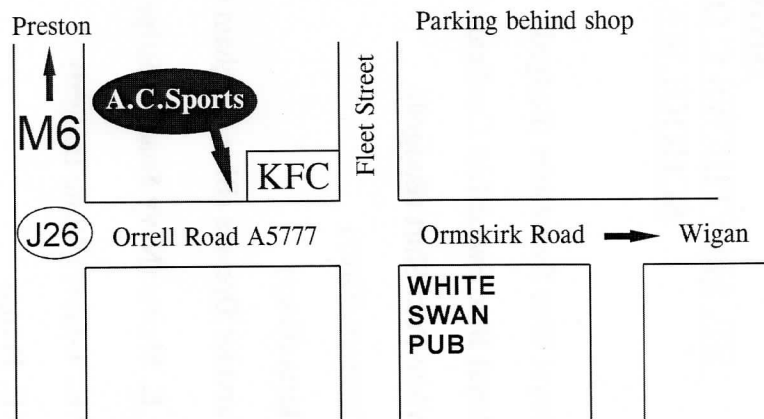 Preston
Parking behind shop
A.C.Sports
M6
Fleet Street
KFC
J26
Orrell Road A5777
Ormskirk Road
Wigan
WHITE
SWAN
PUB